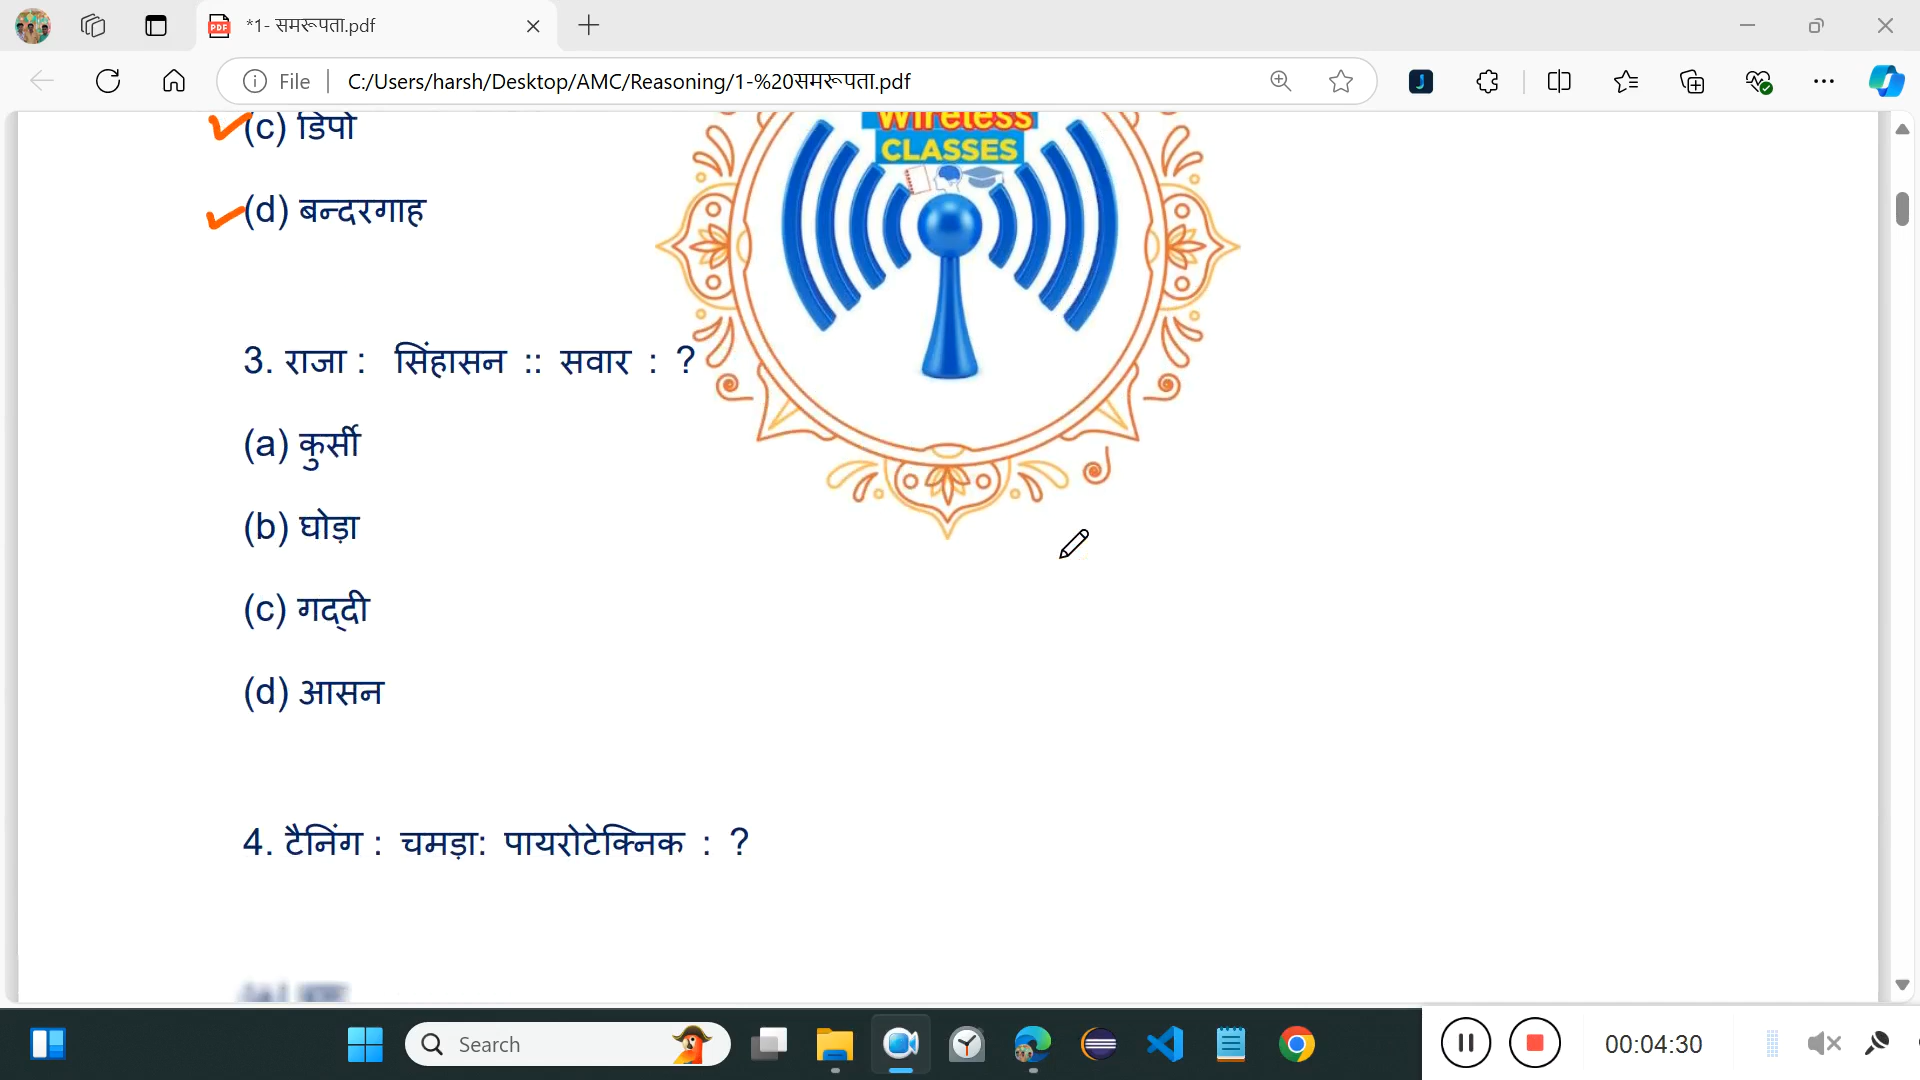 *1- समरूपता.pdf
File
C:/Users/harsh/Desktop/AMC/Reasoning/1-%20समरूपता.pdf
Wireless
CLASSES
(c) डिपो
(d) बन्दरगाह
3. राजा : सिंहासन :: सवार : ?
(a) कुर्सी
(b) घोड़ा
(c) गद्दी
(d) आसन
4. टैनिंग : चमड़ा: पायरोटेक्निक : ?
Search
00:04:30